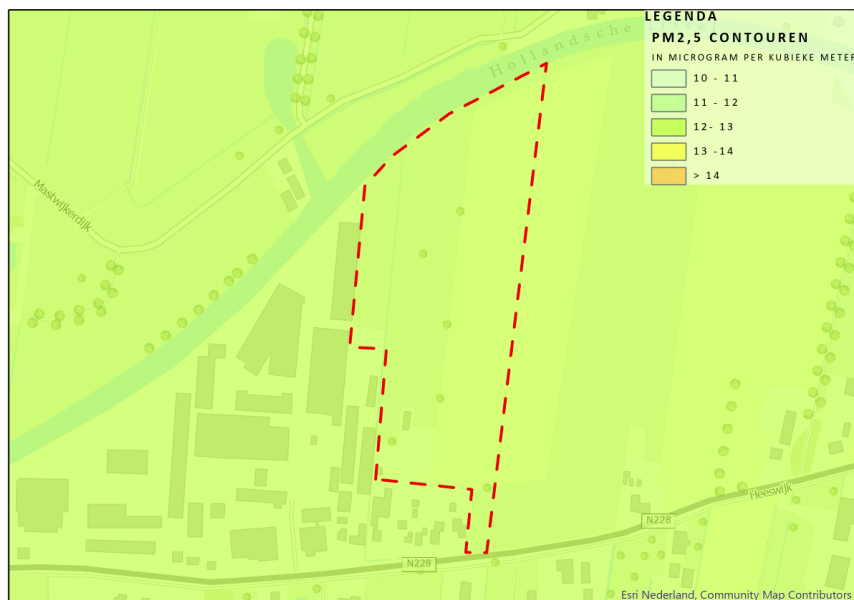 LEGENDA
PM2,5 CONTOUREN
IN MICROGRAM PER KUBIEKE METER
10 - 11
11 - 12
12- 13
13 -14
> 14
Hollandsche
Mastwijkerdijk
Heeswijk
N228
N228
Esri Nederland, Community Map Contributors